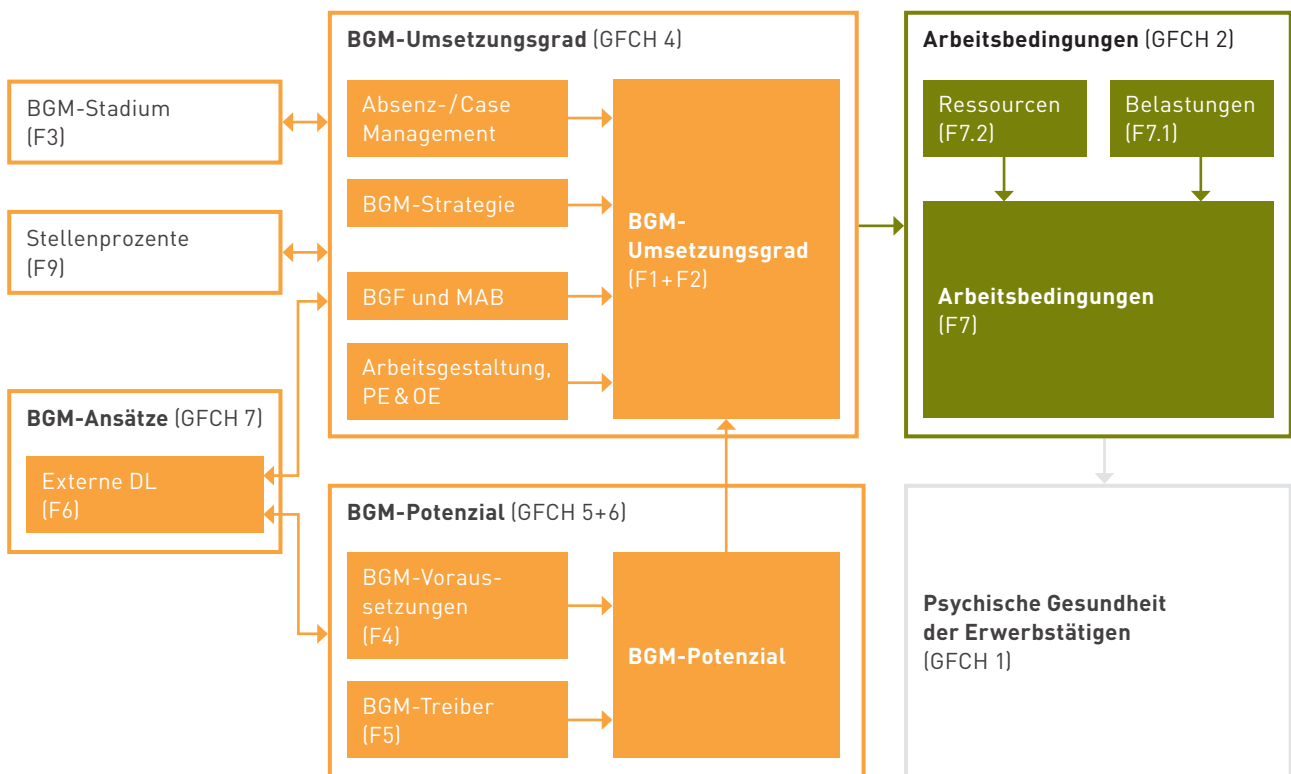 BGM-Stadium
(F3)
Stellenprozente
(F9)
BGM-Ansätze (GFCH 7)
Externe DL
(F6)
BGM-Umsetzungsgrad (GFCH 4)
Absenz-/Case
Management
BGM-Strategie
BGF und MAB
Arbeitsgestaltung,
PE & OE
BGM-
Umsetzungsgrad
(F1+F2)
BGM-Potenzial (GFCH 5+6)
BGM-Voraus-
setzungen
(F4)
BGM-Treiber
(F5)
BGM-Potenzial
Arbeitsbedingungen (GFCH 2)
Ressourcen
(F7.2)
Belastungen
(F7.1)
Arbeitsbedingungen
(F7)
Psychische Gesundheit
der Erwerbstätigen
(GFCH 1)